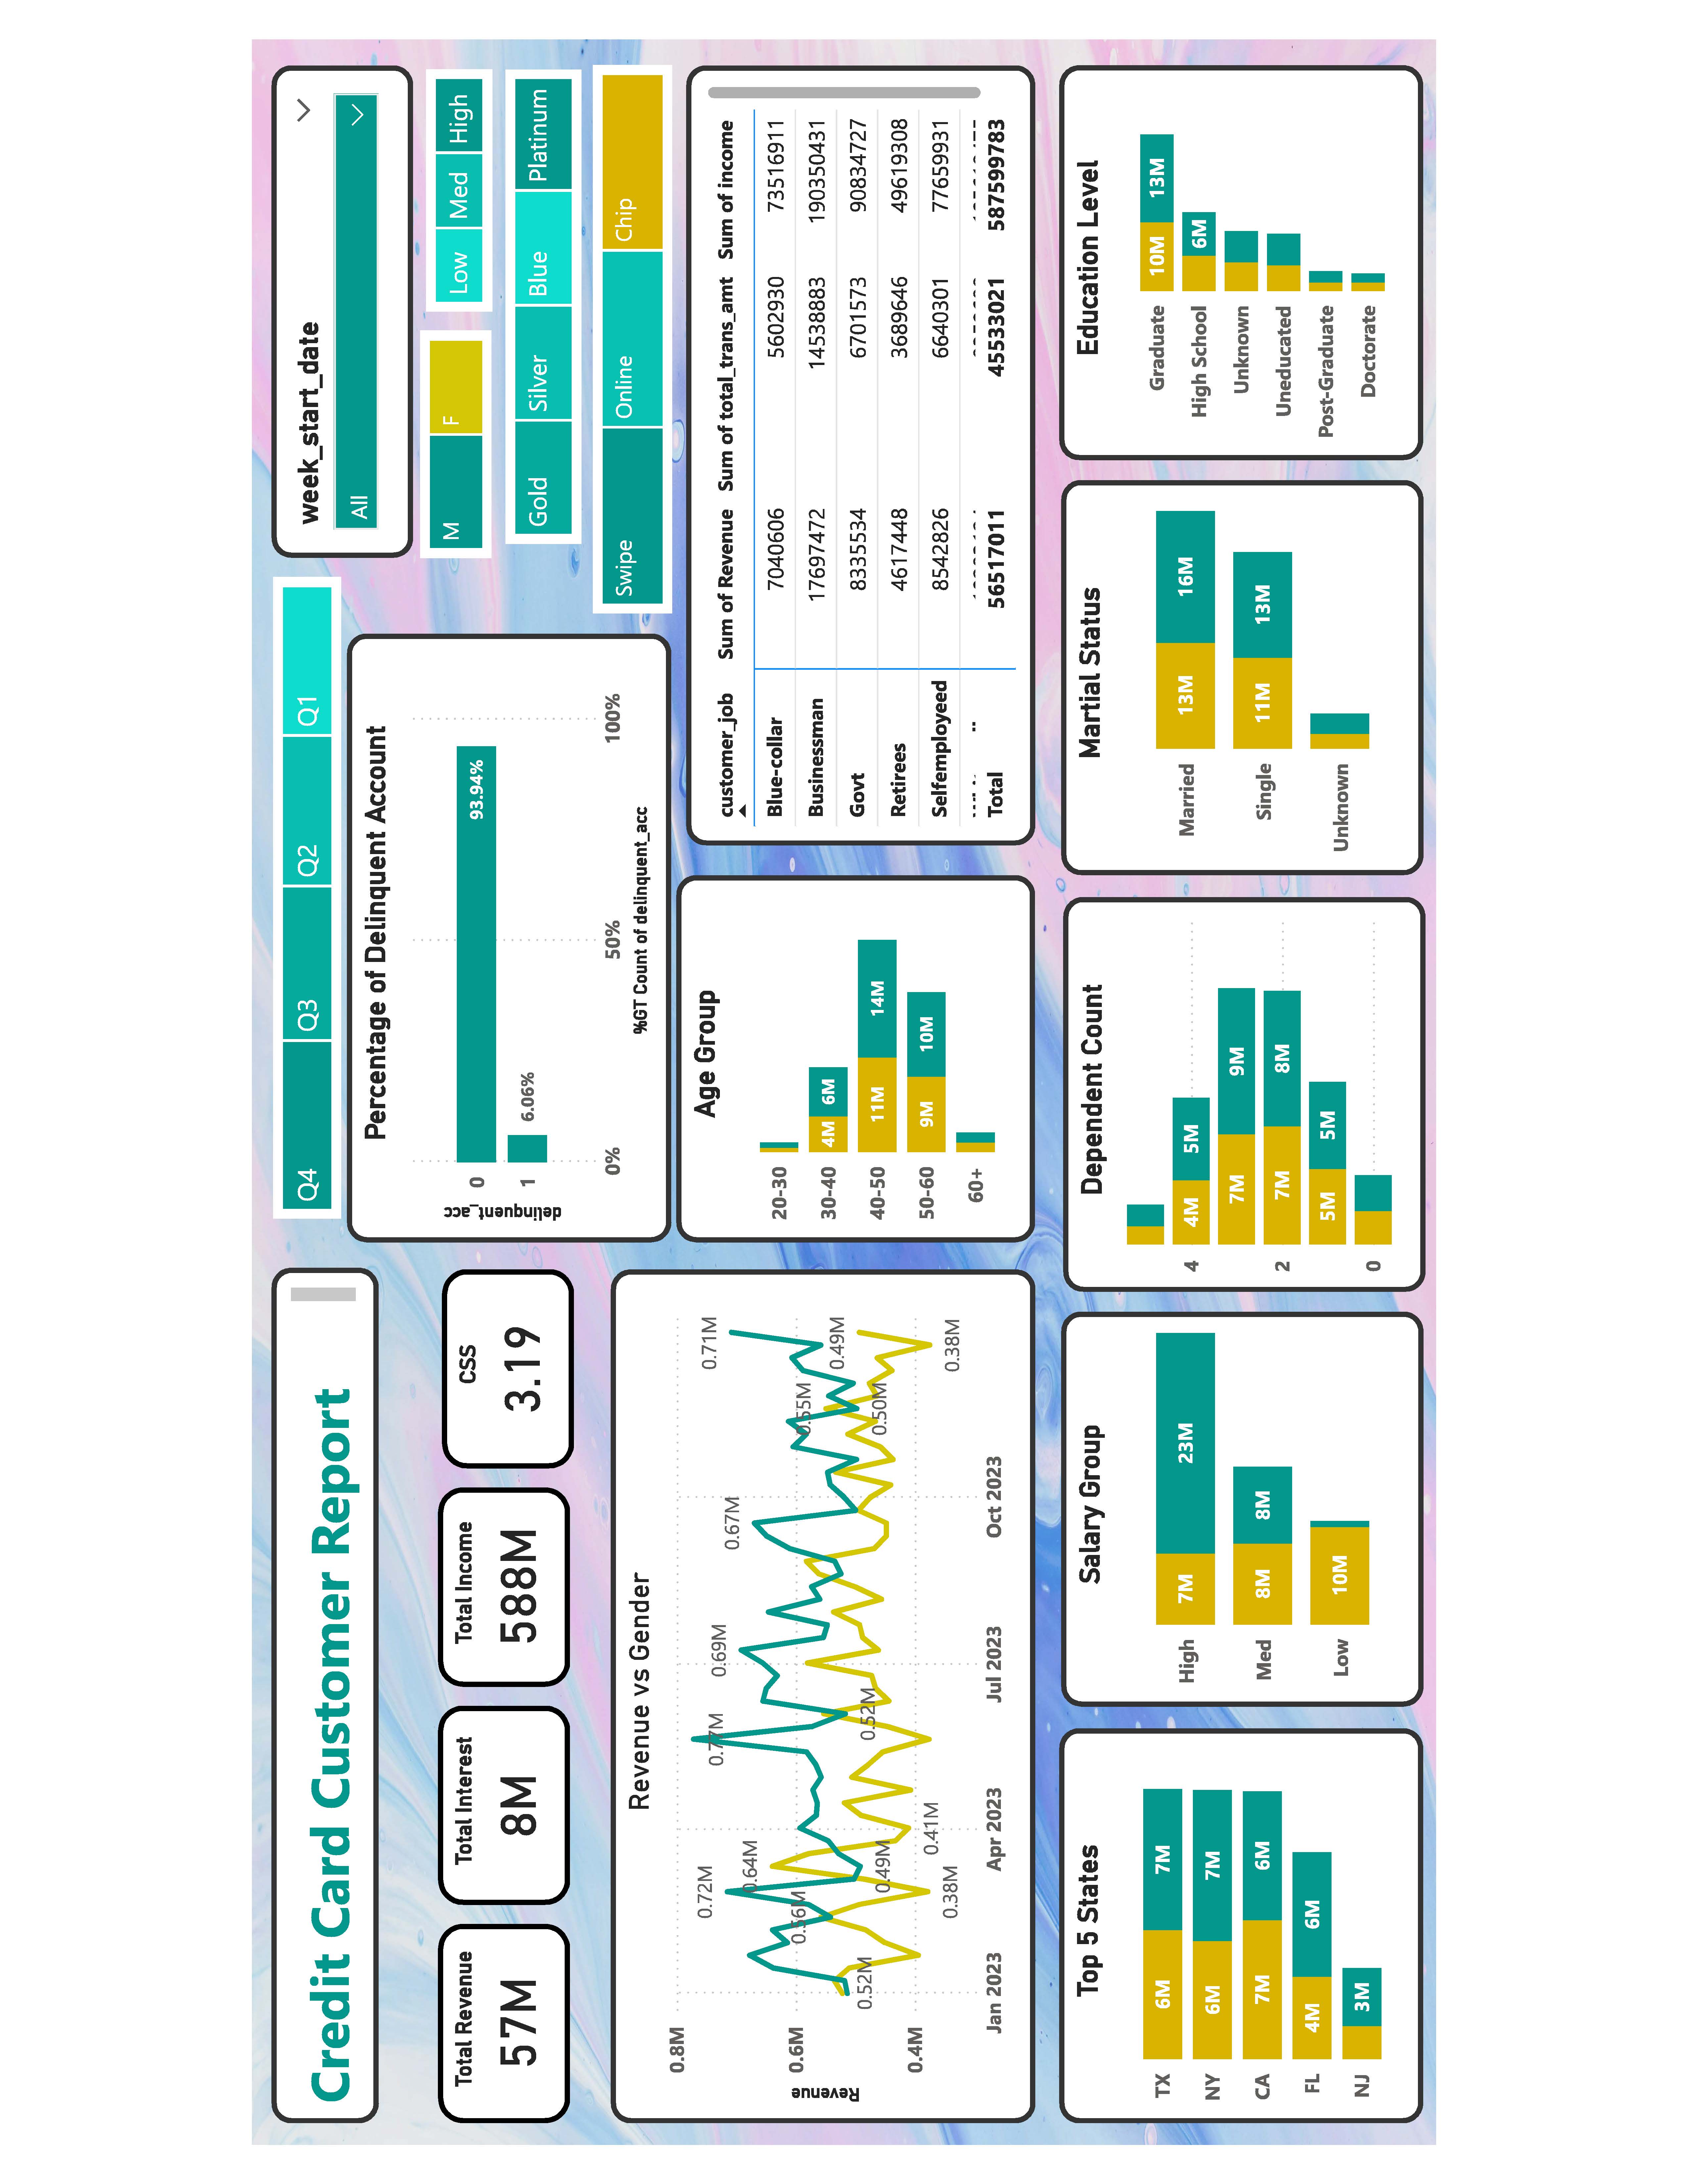 Credit Card Customer Report
Q4 Q3 Q2 Q1
week_start_date
All
Total Revenue
57M
Total Interest
8M
Total Income
588M
CSS
3.19
Percentage of Delinquent Account
delinquent_acc
0 93.94%
1 6.06%
0% 50% 100%
%GT Count of delinquent_acc
M F
Low Med High
Gold Silver Blue Platinum
Swipe Online Chip
Revenue vs Gender
Revenue
0.8M
0.6M
0.4M
0.72M
0.77M
0.69M
0.67M
0.71M
0.64M
0.56M
0.55M
0.49M
0.52M
0.49M
0.52M
0.50M
0.41M
0.38M
0.38M
Jan 2023 Apr 2023 Jul 2023 Oct 2023
Age Group
20-30
30-40 4M 6M
40-50 11M 14M
50-60 9M 10M
60+
customer_job Sum of Revenue Sum of total_trans_amt Sum of income
Blue-collar 7040606 5602930 73516911
Businessman 17697472 14538883 190350431
Govt 8335534 6701573 90834727
Retirees 4617448 3689646 49619308
Selfemployeed 8542826 6640301 77659931
Total 56517011 45533021 587599783
Top 5 States
TX 6M 7M
NY 6M 7M
CA 7M 6M
FL 4M 6M
NJ 3M
Salary Group
High 7M 23M
Med 8M 8M
Low 10M
Dependent Count
4 4M 5M
7M 9M
2 7M 8M
5M 5M
0
Martial Status
Married 13M 16M
Single 11M 13M
Unknown
Education Level
Graduate 10M 13M
High School 6M
Unknown
Uneducated
Post-Graduate
Doctorate